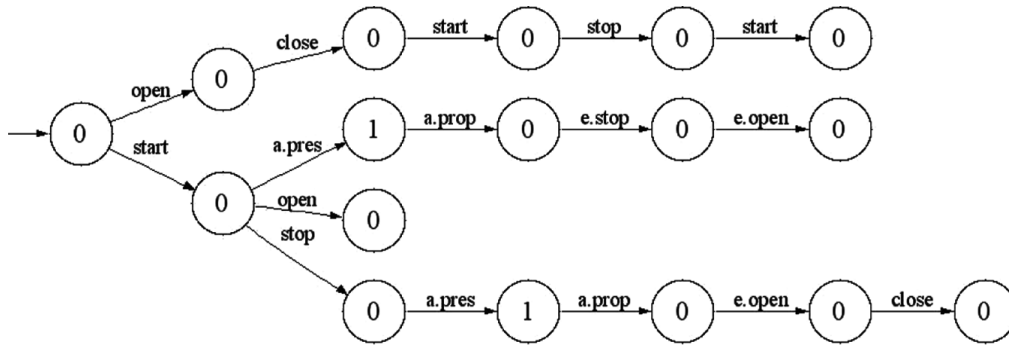 close 0 start 0 stop 0 start 0
open 0
0
start a.pres 1 a.prop 0 e.stop 0 e.open 0
0 open 0
stop
0 a.pres 1 a.prop 0 e.open 0 close 0